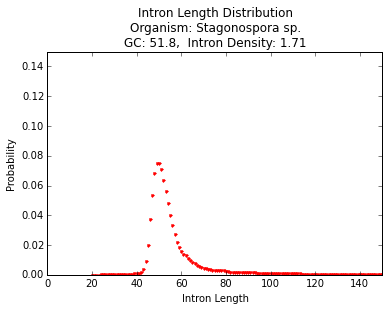 Intron Length Distribution
Organism: Stagonospora sp.
GC: 51.8,  Intron Density: 1.71
0.14
0.12
0.10
0.08
0.06
0.04
0.02
0.00
Probability
0 20 40 60 80 100 120 140
Intron Length